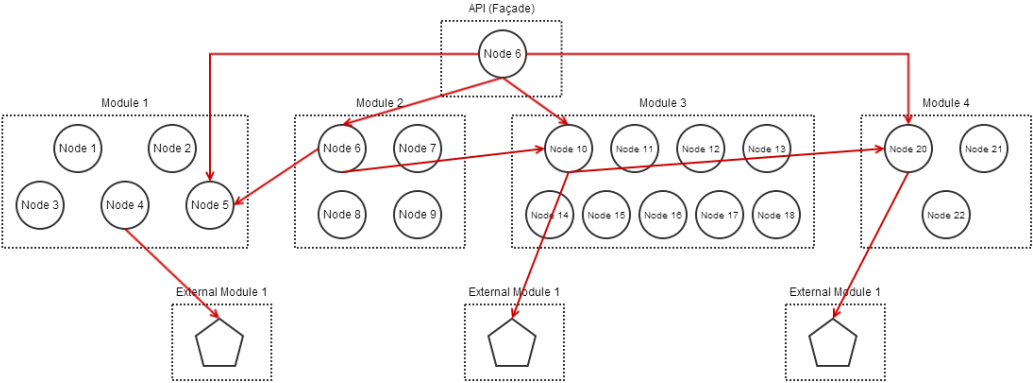 API (Façade)
Node 6
Module 1
Module 2
Module 3
Module 4
Node 1
Node 2
Node 6
Node 7
Node 10
Node 11
Node 12
Node 13
Node 20
Node 21
Node 3
Node 4
Node 5
Node 8
Node 9
Node 14
Node 15
Node 16
Node 17
Node 18
Node 22
External Module 1
External Module 1
External Module 1